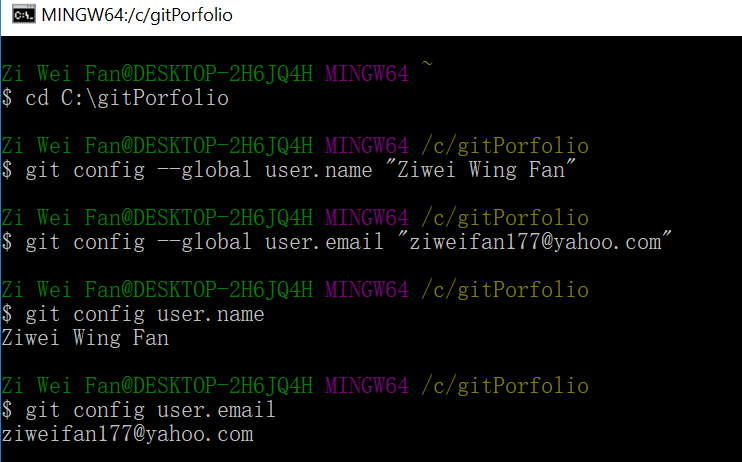 MINGW64:/c/gitPorfolio
Zi Wei Fan@DESKTOP-2H6JQ4H MINGW64 ~
$ cd C:\gitPorfolio
Zi Wei Fan@DESKTOP-2H6JQ4H MINGW64 /c/gitPorfolio
$ git config --global user.name "Ziwei Wing Fan"
Zi Wei Fan@DESKTOP-2H6JQ4H MINGW64 /c/gitPorfolio
$ git config --global user.email "ziweifan177@yahoo.com"
Zi Wei Fan@DESKTOP-2H6JQ4H MINGW64 /c/gitPorfolio
$ git config user.name
Ziwei Wing Fan
Zi Wei Fan@DESKTOP-2H6JQ4H MINGW64 /c/gitPorfolio
$ git config user.email
ziweifan177@yahoo.com